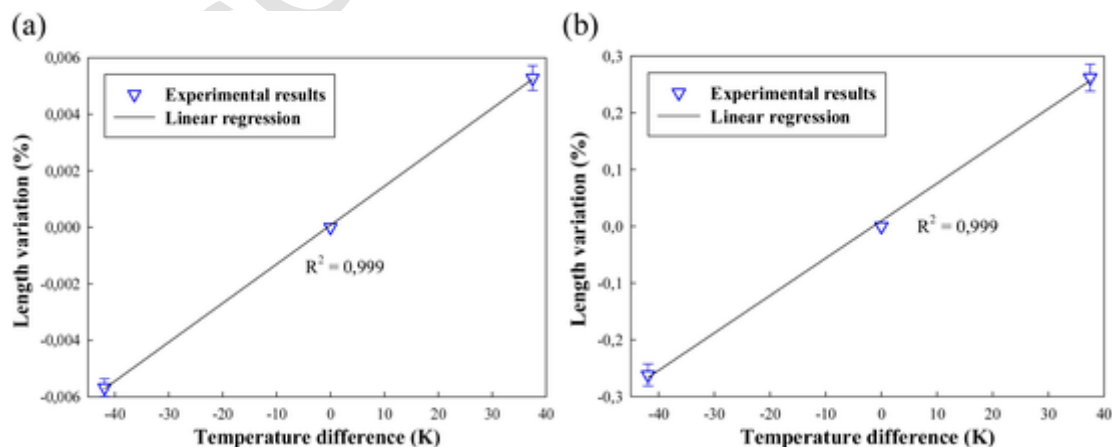 (a)
0,006
0,004
0,002
0,000
-0,002
-0,004
-0,006
Length variation (%)
Experimental results
Linear regression
R² = 0,999
-40 -30 -20 -10 0 10 20 30 40
Temperature difference (K)
(b)
0,3
0,2
0,1
0,0
-0,1
-0,2
-0,3
Length variation (%)
Experimental results
Linear regression
R² = 0,999
-40 -30 -20 -10 0 10 20 30 40
Temperature difference (K)